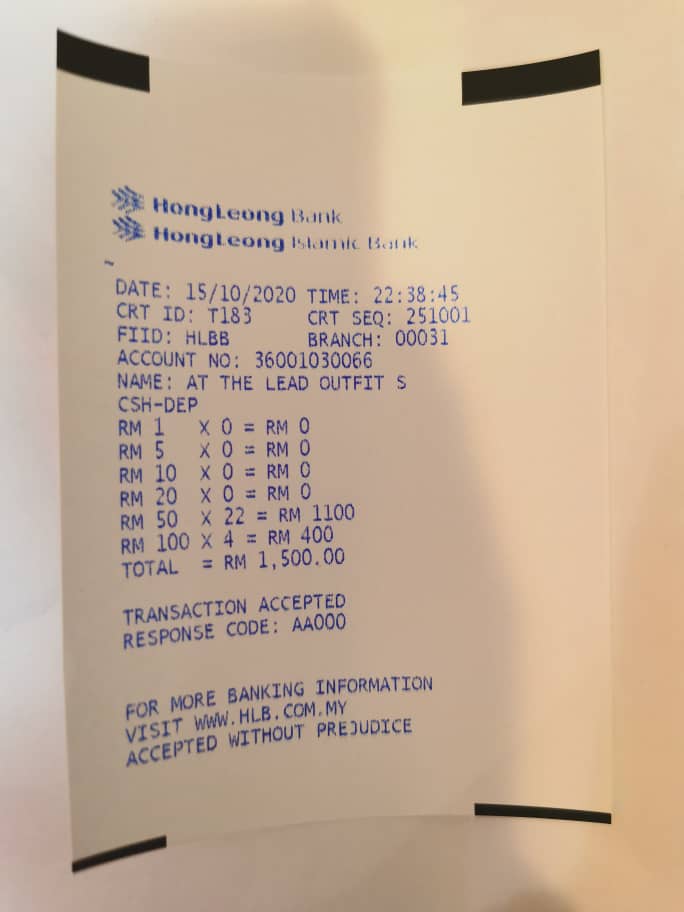 HongLeong Bank
HongLeong Islamic Bank
~
DATE: 15/10/2020 TIME: 22:38:45
CRT ID: T183 CRT SEQ: 251001
FIID: HLBB BRANCH: 00031
ACCOUNT NO: 36001030066
NAME: AT THE LEAD OUTFIT S
CSH-DEP
RM 1 X 0 = RM 0
RM 5 X 0 = RM 0
RM 10 X 0 = RM 0
RM 20 X 0 = RM 0
RM 50 X 22 = RM 1100
RM 100 X 4 = RM 400
TOTAL = RM 1,500.00
TRANSACTION ACCEPTED
RESPONSE CODE: AA000
FOR MORE BANKING INFORMATION
VISIT WWW.HLB.COM.MY
ACCEPTED WITHOUT PREJUDICE